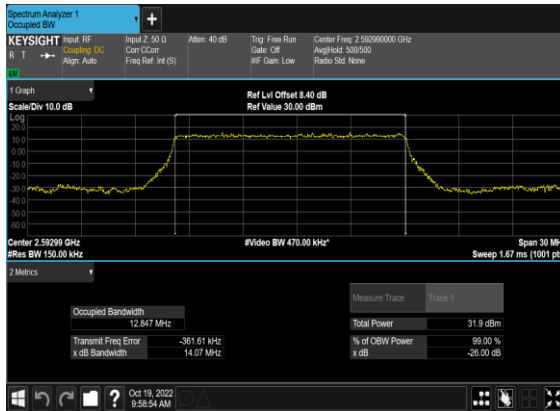 Spectrum Analyzer 1
Occupied BW
KEYSIGHT
R T
Input: RF
Coupling: DC
Align: Auto
Input Z: 50 Ω
Corr CCorr
Freq Ref: Int (S)
Atten: 40 dB
Trig: Free Run
Gate: Off
#IF Gain: Low
Center Freq: 2.592990000 GHz
Avg|Hold: 500/500
Radio Std: None
1 Graph
Scale/Div 10.0 dB
Ref Lvl Offset 8.40 dB
Ref Value 30.00 dBm
Log
20.0
10.0
0.00
-10.0
-20.0
-30.0
-40.0
-50.0
-60.0
Center 2.59299 GHz
#Res BW 150.00 kHz
#Video BW 470.00 kHz*
Span 30 MH
Sweep 1.67 ms (1001 pt
2 Metrics
Measure Trace
Trace 1
Occupied Bandwidth
12.847 MHz
Total Power
31.9 dBm
Transmit Freq Error
-361.61 kHz
% of OBW Power
99.00 %
x dB Bandwidth
14.07 MHz
x dB
-26.00 dB
?
Oct 19, 2022
9:58:54 AM